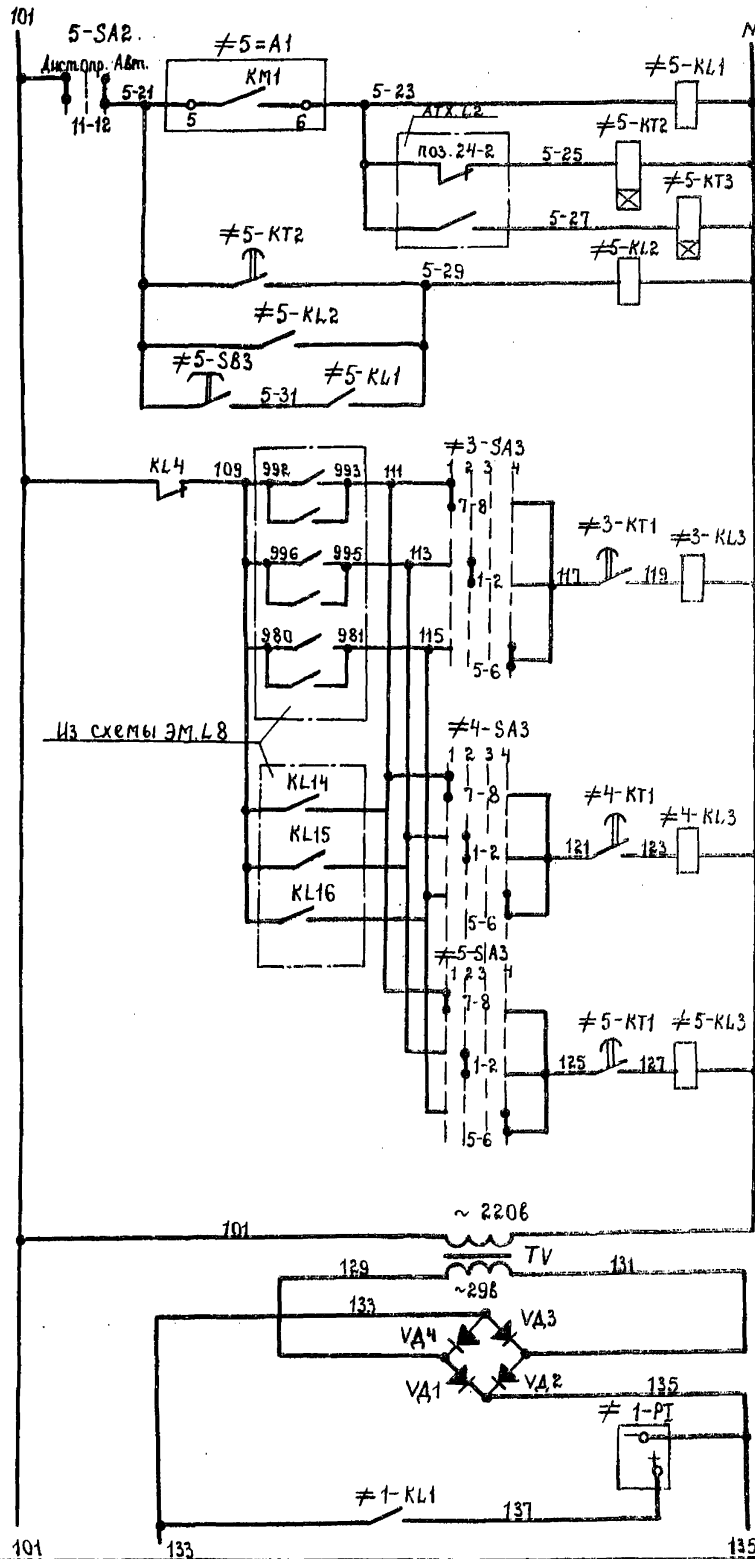 101
N
5-SA2.
≠5=A1
≠5-KL1
Дист. опр. Авт.
KM1
5-21
5-23
11-12
5
6
АТХ.L2
≠5-KT2
поз. 24-2
5-25
≠5-KT3
5-27
≠5-KT2
≠5-KL2
5-29
≠5-KL2
≠5-SB3
≠5-KL1
5-31
≠3-SA3
KL4
109
992
993
111
1 2 3 4
7-8
≠3-KT1
≠3-KL3
996
995
113
1-2
117
119
980
981
115
5-6
Из схемы ЭМ.L8
≠4-SA3
1 2 3 4
KL14
7-8
≠4-KT1
≠4-KL3
KL15
1-2
121
123
KL16
5-6
≠5-SA3
1 2 3 4
7-8
≠5-KT1
≠5-KL3
1-2
125
127
5-6
~ 220в
101
TV
129
131
~29в
133
VД4
VД3
VД1
VД2
135
≠ 1-PI
−
+
≠1-KL1
137
101
133
135